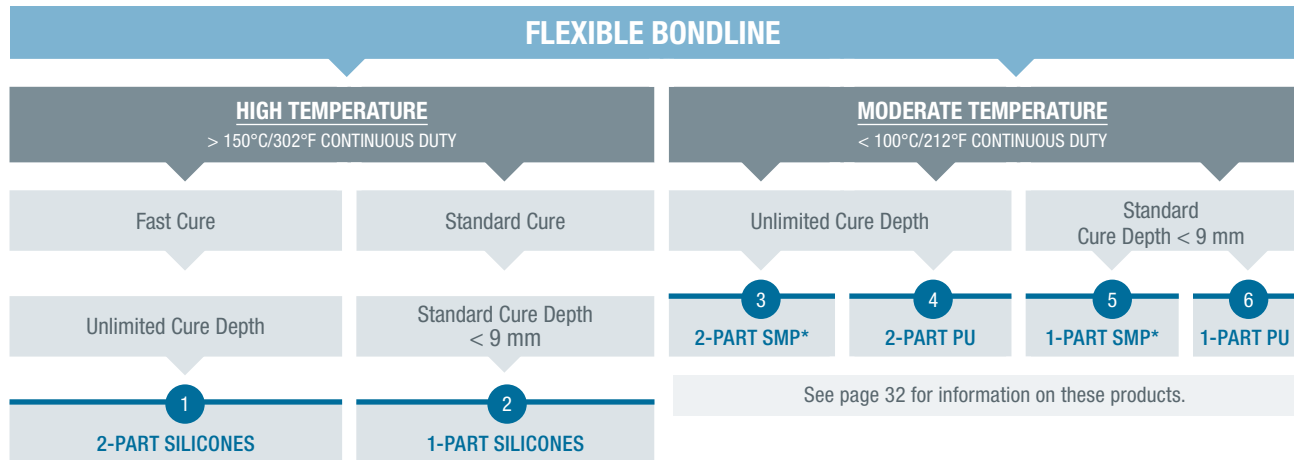 FLEXIBLE BONDLINE
HIGH TEMPERATURE
> 150°C/302°F CONTINUOUS DUTY
MODERATE TEMPERATURE
< 100°C/212°F CONTINUOUS DUTY
Fast Cure
Standard Cure
Unlimited Cure Depth
Standard
Cure Depth < 9 mm
Unlimited Cure Depth
Standard Cure Depth
< 9 mm
3
2-PART SMP*
4
2-PART PU
5
1-PART SMP*
6
1-PART PU
See page 32 for information on these products.
1
2-PART SILICONES
2
1-PART SILICONES